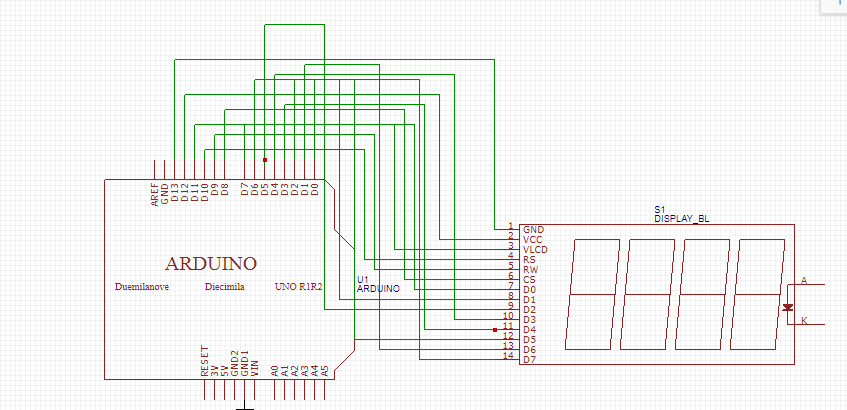 S1
DISPLAY_BL
AREF
GND
D13
D12
D11
D10
D9
D8
D7
D6
D5
D4
D3
D2
D1
D0
1 GND
2 VCC
3 VLCD
4 RS
5 RW
6 CS
7 D0
8 D1
9 D2
10 D3
11 D4
12 D5
13 D6
14 D7
A
K
ARDUINO
Duemilanove Diecimila UNO R1R2
U1
ARDUINO
RESET
3V
5V
GND2
GND1
VIN
A0
A1
A2
A3
A4
A5